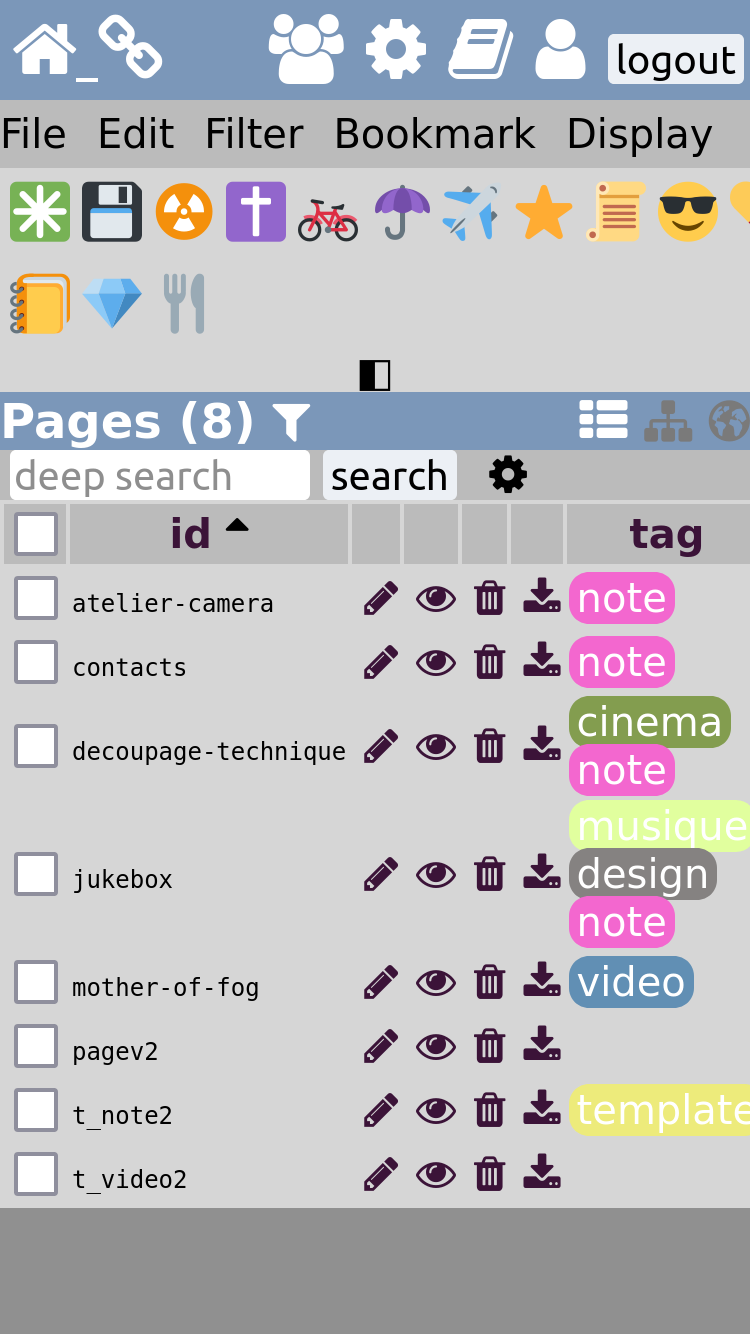 _
logout
File Edit Filter Bookmark Display
Pages (8)
deep search search
id tag
atelier-camera note
contacts note
cinema
decoupage-technique note
musique
jukebox design
note
mother-of-fog video
pagev2
t_note2 template
t_video2